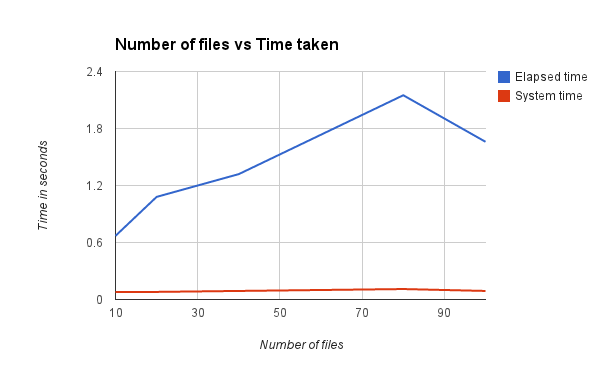 Number of files vs Time taken
2.4
1.8
1.2
0.6
0
Time in seconds
10 30 50 70 90
Number of files
Elapsed time
System time